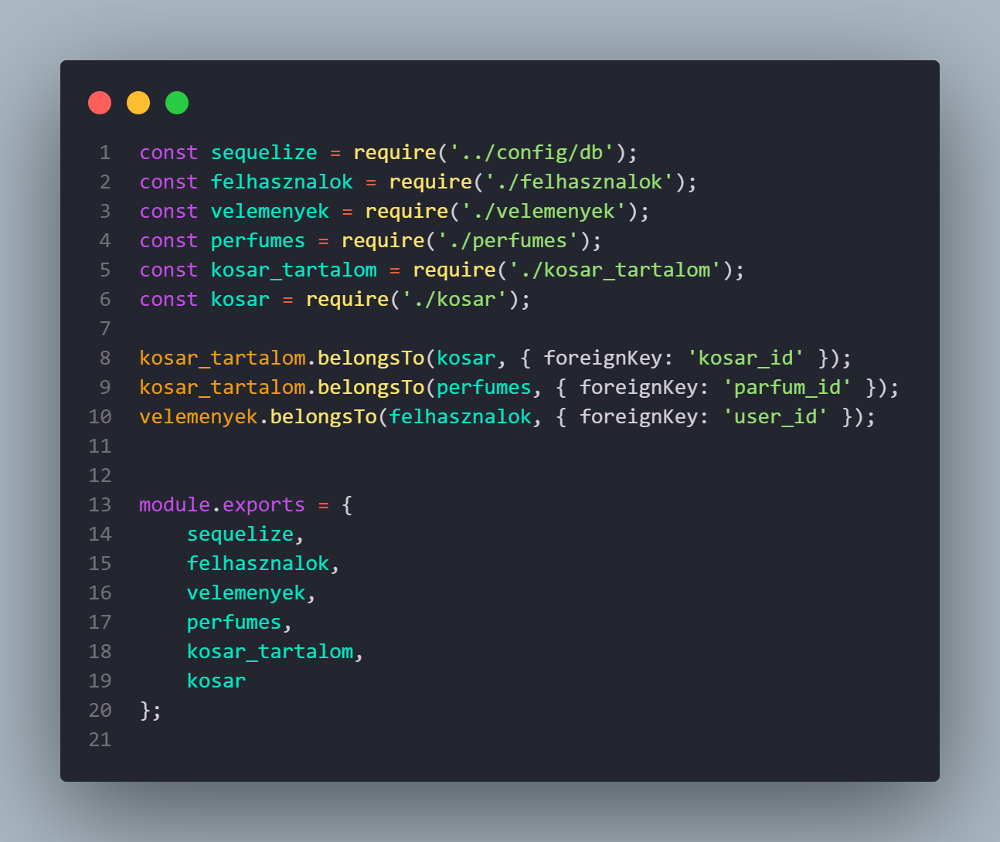 1 const sequelize = require('../config/db');
2 const felhasznalok = require('./felhasznalok');
3 const velemenyek = require('./velemenyek');
4 const perfumes = require('./perfumes');
5 const kosar_tartalom = require('./kosar_tartalom');
6 const kosar = require('./kosar');
7
8 kosar_tartalom.belongsTo(kosar, { foreignKey: 'kosar_id' });
9 kosar_tartalom.belongsTo(perfumes, { foreignKey: 'parfum_id' });
10 velemenyek.belongsTo(felhasznalok, { foreignKey: 'user_id' });
11
12
13 module.exports = {
14     sequelize,
15     felhasznalok,
16     velemenyek,
17     perfumes,
18     kosar_tartalom,
19     kosar
20 };
21